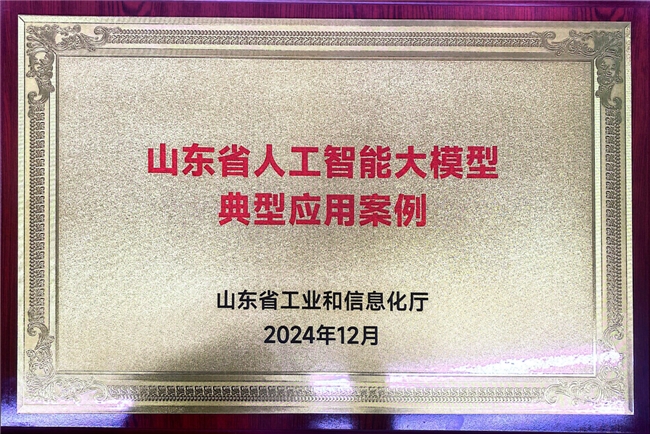 山东省人工智能大模型
典型应用案例
山东省工业和信息化厅
2024年12月